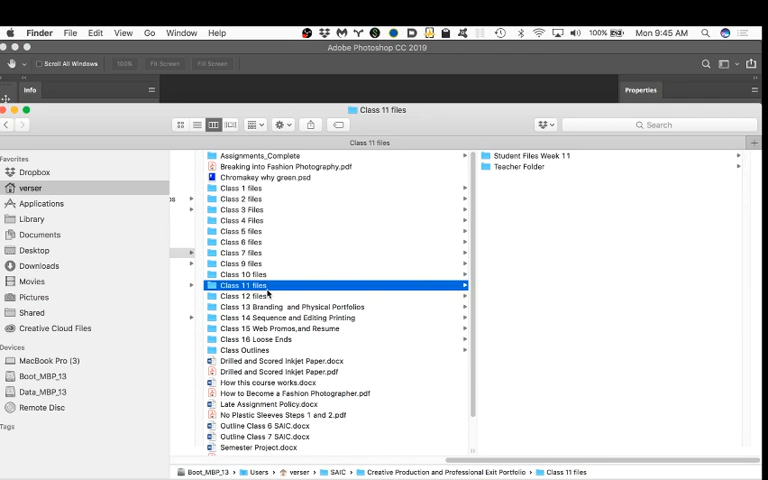 Finder File Edit View Go Window Help 100% Mon 9:45 AM
Adobe Photoshop CC 2019
Scroll All Windows 100% Fit Screen Fit Screen
Info Properties
Class 11 files
Search
Class 11 files
Favorites
Dropbox
verser
Applications
Library
Documents
Desktop
Downloads
Movies
Pictures
Shared
Creative Cloud Files
Devices
MacBook Pro (3)
Boot_MBP_13
Data_MBP_13
Remote Disc
Tags
Assignments_Complete
Breaking into Fashion Photography.pdf
Chromakey why green.psd
Class 1 files
Class 2 files
Class 3 Files
Class 4 Files
Class 5 files
Class 6 files
Class 7 files
Class 9 files
Class 10 files
Class 11 files
Class 12 files
Class 13 Branding and Physical Portfolios
Class 14 Sequence and Editing Printing
Class 15 Web Promos,and Resume
Class 16 Loose Ends
Class Outlines
Drilled and Scored Inkjet Paper.docx
Drilled and Scored Inkjet Paper.pdf
How this course works.docx
How to Become a Fashion Photographer.pdf
Late Assignment Policy.docx
No Plastic Sleeves Steps 1 and 2.pdf
Outline Class 6 SAIC.docx
Outline Class 7 SAIC.docx
Semester Project.docx
Student Files Week 11
Teacher Folder
Boot_MBP_13 Users verser SAIC Creative Production and Professional Exit Portfolio Class 11 files